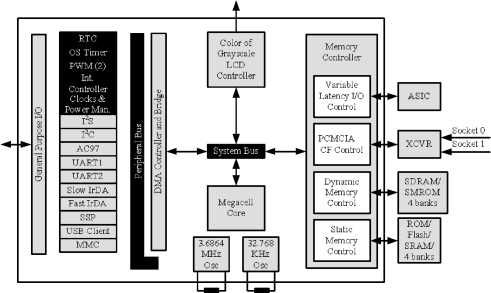 General Purpose I/O
RTC
OS Timer
PWM (2)
Int.
Controller
Clocks &
Power Man.
I²S
I²C
AC97
UART1
UART2
Slow IrDA
Fast IrDA
SSP
USB Client
MMC
Peripheral Bus
DMA Controller and Bridge
Color of
Grayscale
LCD
Controller
System Bus
Megacell
Core
3.6864
MHz
Osc
32.768
KHz
Osc
Memory
Controller
Variable
Latency I/O
Control
PCMCIA
CF Control
Dynamic
Memory
Control
Static
Memory
Control
ASIC
XCVR
Socket 0
Socket 1
SDRAM/
SMROM
4 banks
ROM/
Flash/
SRAM/
4 banks